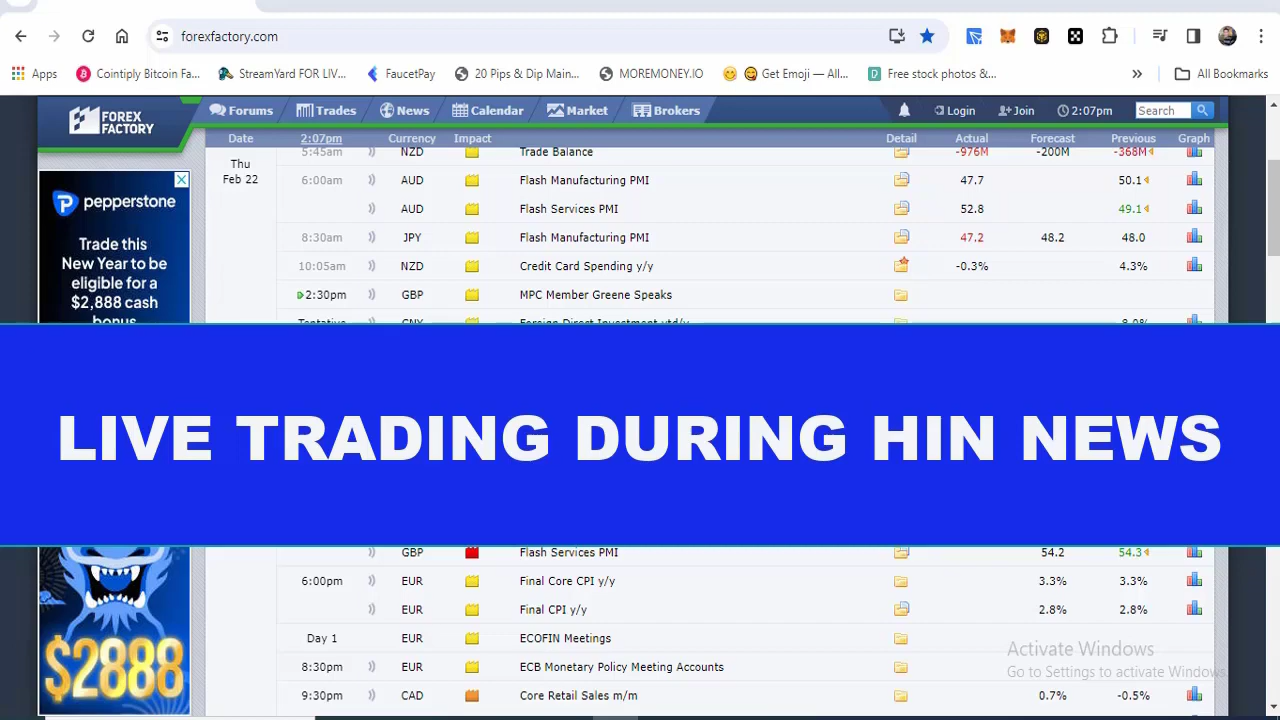 forexfactory.com
Apps Cointiply Bitcoin Fa... StreamYard FOR LIV... FaucetPay 20 Pips & Dip Main... MOREMONEY.IO Get Emoji — All... Free stock photos &... » All Bookmarks
FOREX FACTORY Forums Trades News Calendar Market Brokers Login Join 2:07pm Search
Date 2:07pm Currency Impact Detail Actual Forecast Previous Graph
5:45am NZD Trade Balance -976M -200M -368M
Thu
Feb 22
6:00am AUD Flash Manufacturing PMI 47.7 50.1
AUD Flash Services PMI 52.8 49.1
8:30am JPY Flash Manufacturing PMI 47.2 48.2 48.0
10:05am NZD Credit Card Spending y/y -0.3% 4.3%
2:30pm GBP MPC Member Greene Speaks
pepperstone
Trade this
New Year to be
eligible for a
$2,888 cash
bonus
LIVE TRADING DURING HIN NEWS
GBP Flash Services PMI 54.2 54.3
6:00pm EUR Final Core CPI y/y 3.3% 3.3%
EUR Final CPI y/y 2.8% 2.8%
Day 1 EUR ECOFIN Meetings
8:30pm EUR ECB Monetary Policy Meeting Accounts
9:30pm CAD Core Retail Sales m/m 0.7% -0.5%
$2888
Activate Windows
Go to Settings to activate Windows.